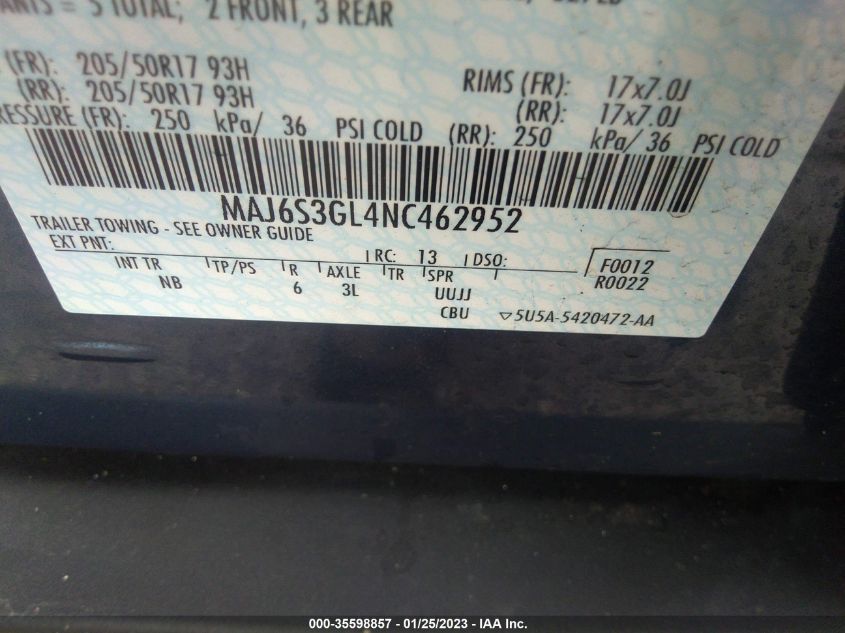 ANTS = 5 TOTAL; 2 FRONT, 3 REAR
(FR): 205/50R17 93H RIMS (FR): 17x7.0J
(RR): 205/50R17 93H (RR): 17x7.0J
PRESSURE (FR): 250 kPa/ 36 PSI COLD (RR): 250 kPa/ 36 PSI COLD
MAJ6S3GL4NC462952
TRAILER TOWING - SEE OWNER GUIDE
EXT PNT: RC: 13 DSO: F0012
INT TR TP/PS R AXLE TR SPR R0022
NB 6 3L UUJJ
CBU ▽5U5A-5420472-AA
000-35598857 - 01/25/2023 - IAA Inc.